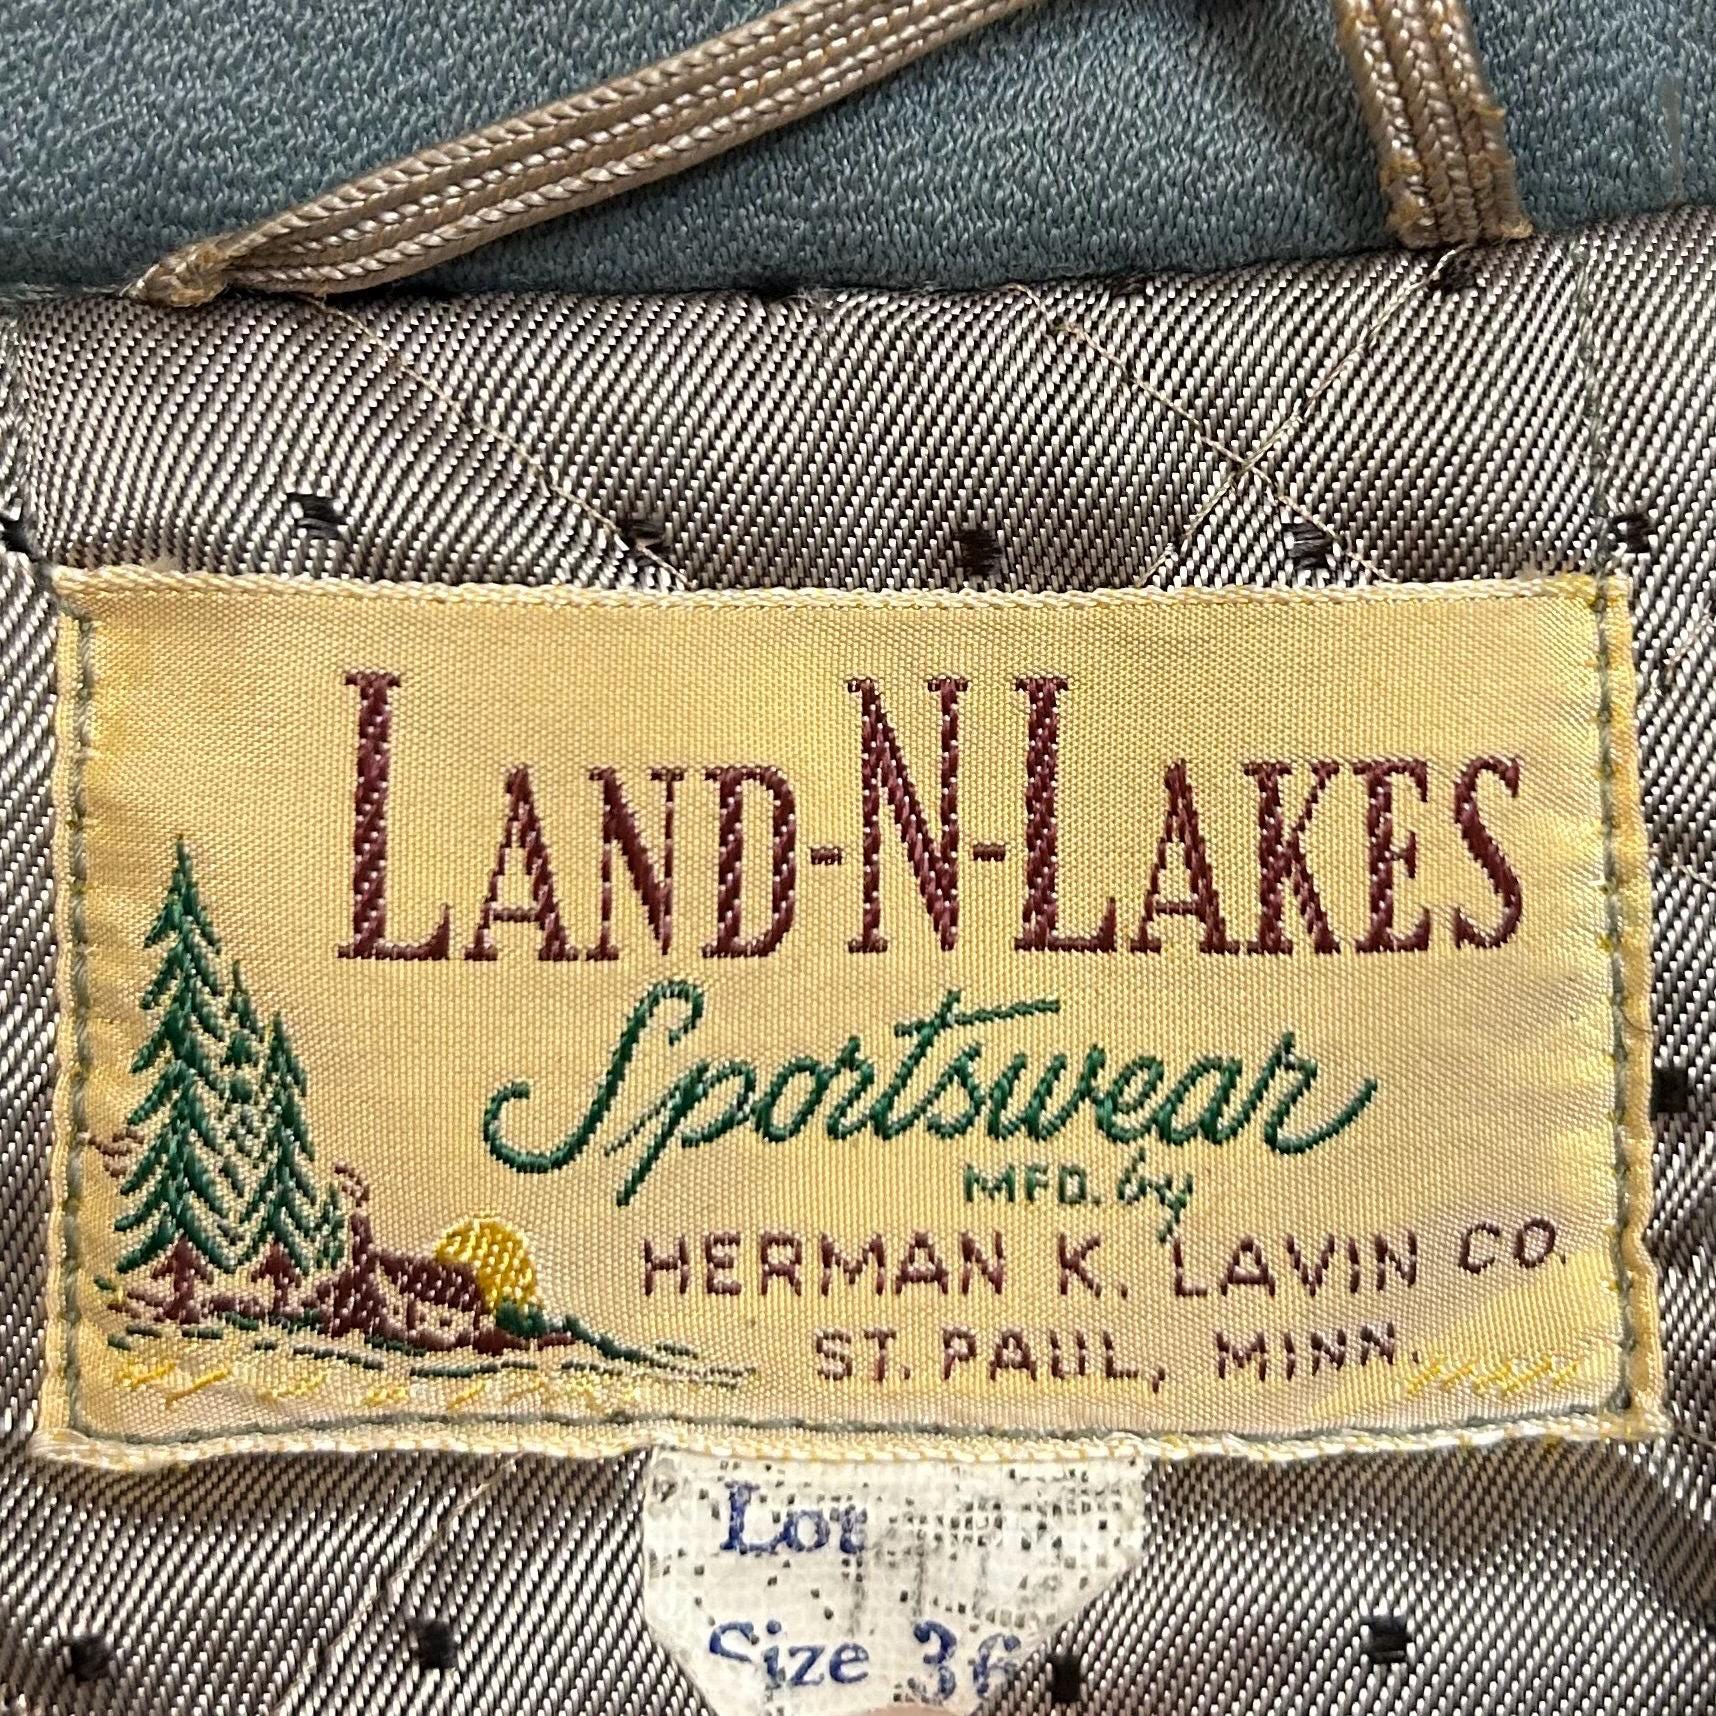 LAND-N-LAKES
Sportswear
MFD. by
HERMAN K. LAVIN CO.
ST. PAUL, MINN.
Lot
Size 36